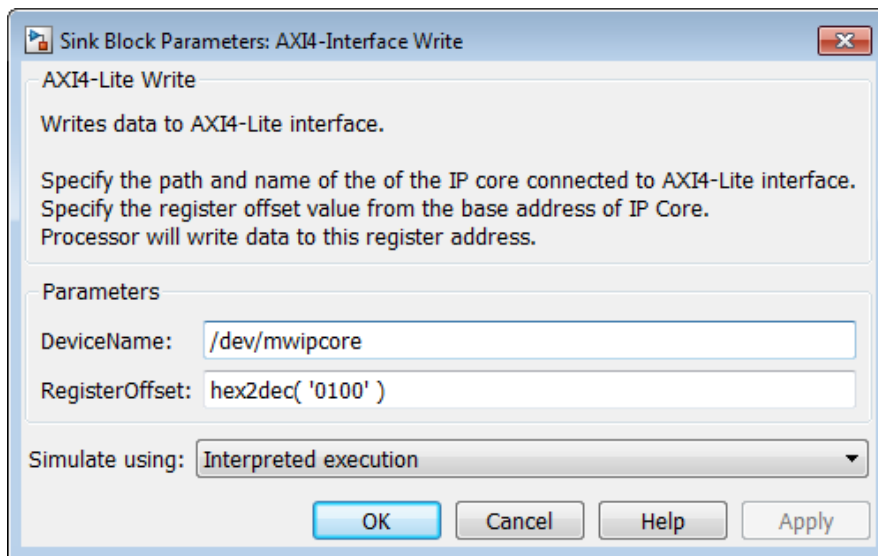 Sink Block Parameters: AXI4-Interface Write
AXI4-Lite Write
Writes data to AXI4-Lite interface.
Specify the path and name of the of the IP core connected to AXI4-Lite interface.
Specify the register offset value from the base address of IP Core.
Processor will write data to this register address.
Parameters
DeviceName: /dev/mwipcore
RegisterOffset: hex2dec( '0100' )
Simulate using: Interpreted execution
OK Cancel Help Apply